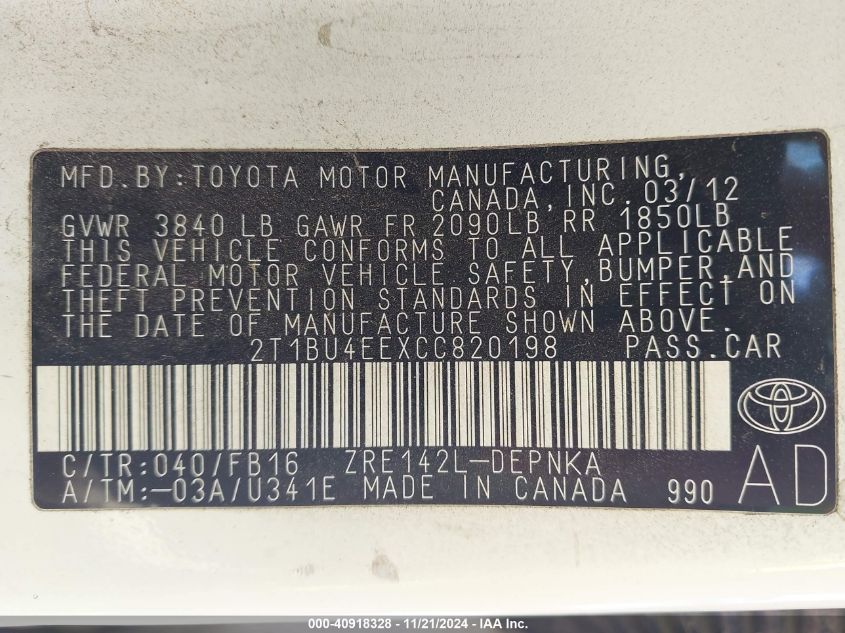 MFD.BY:TOYOTA MOTOR MANUFACTURING,
CANADA,INC. 03/12
GVWR 3840 LB GAWR FR 2090LB RR 1850LB
THIS VEHICLE CONFORMS TO ALL APPLICABLE
FEDERAL MOTOR VEHICLE SAFETY,BUMPER,AND
THEFT PREVENTION STANDARDS IN EFFECT ON
THE DATE OF MANUFACTURE SHOWN ABOVE.
2T1BU4EEXCC820198 PASS.CAR
C/TR:040/FB16 ZRE142L-DEPNKA
A/TM:-03A/U341E MADE IN CANADA 990 AD
000-40918328 - 11/21/2024 - IAA Inc.